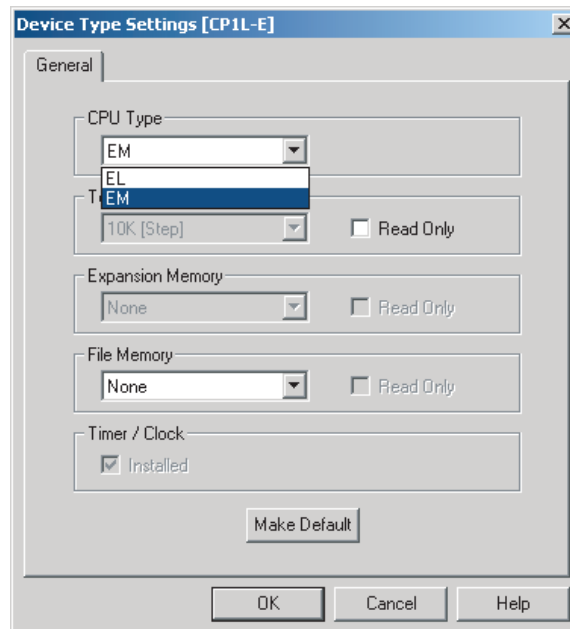 Device Type Settings [CP1L-E]
General
CPU Type
EM
EL
EM
10K [Step]
Read Only
Expansion Memory
None
Read Only
File Memory
None
Read Only
Timer / Clock
Installed
Make Default
OK
Cancel
Help